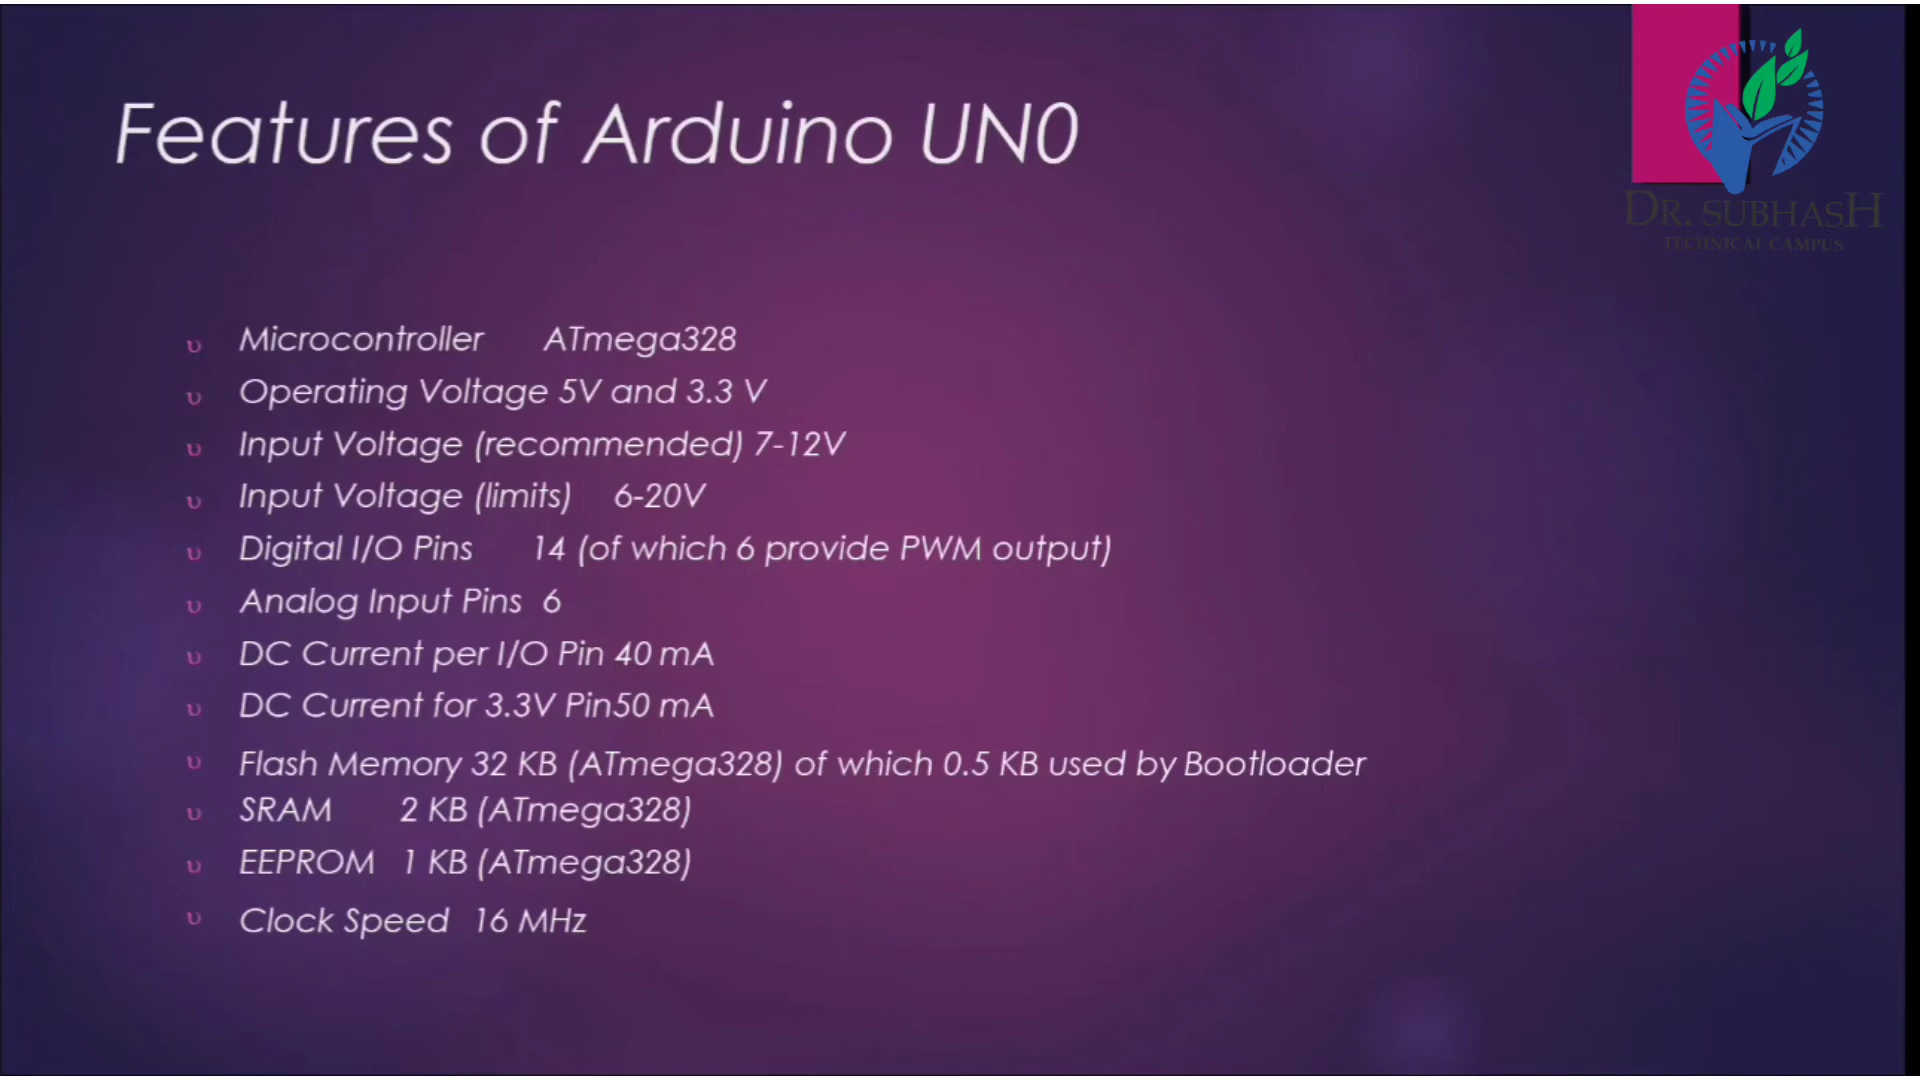 Features of Arduino UN0
DR. SUBHASH
TECHNICAL CAMPUS
υ Microcontroller ATmega328
υ Operating Voltage 5V and 3.3 V
υ Input Voltage (recommended) 7-12V
υ Input Voltage (limits) 6-20V
υ Digital I/O Pins 14 (of which 6 provide PWM output)
υ Analog Input Pins 6
υ DC Current per I/O Pin 40 mA
υ DC Current for 3.3V Pin50 mA
υ Flash Memory 32 KB (ATmega328) of which 0.5 KB used by Bootloader
υ SRAM 2 KB (ATmega328)
υ EEPROM 1 KB (ATmega328)
υ Clock Speed 16 MHz